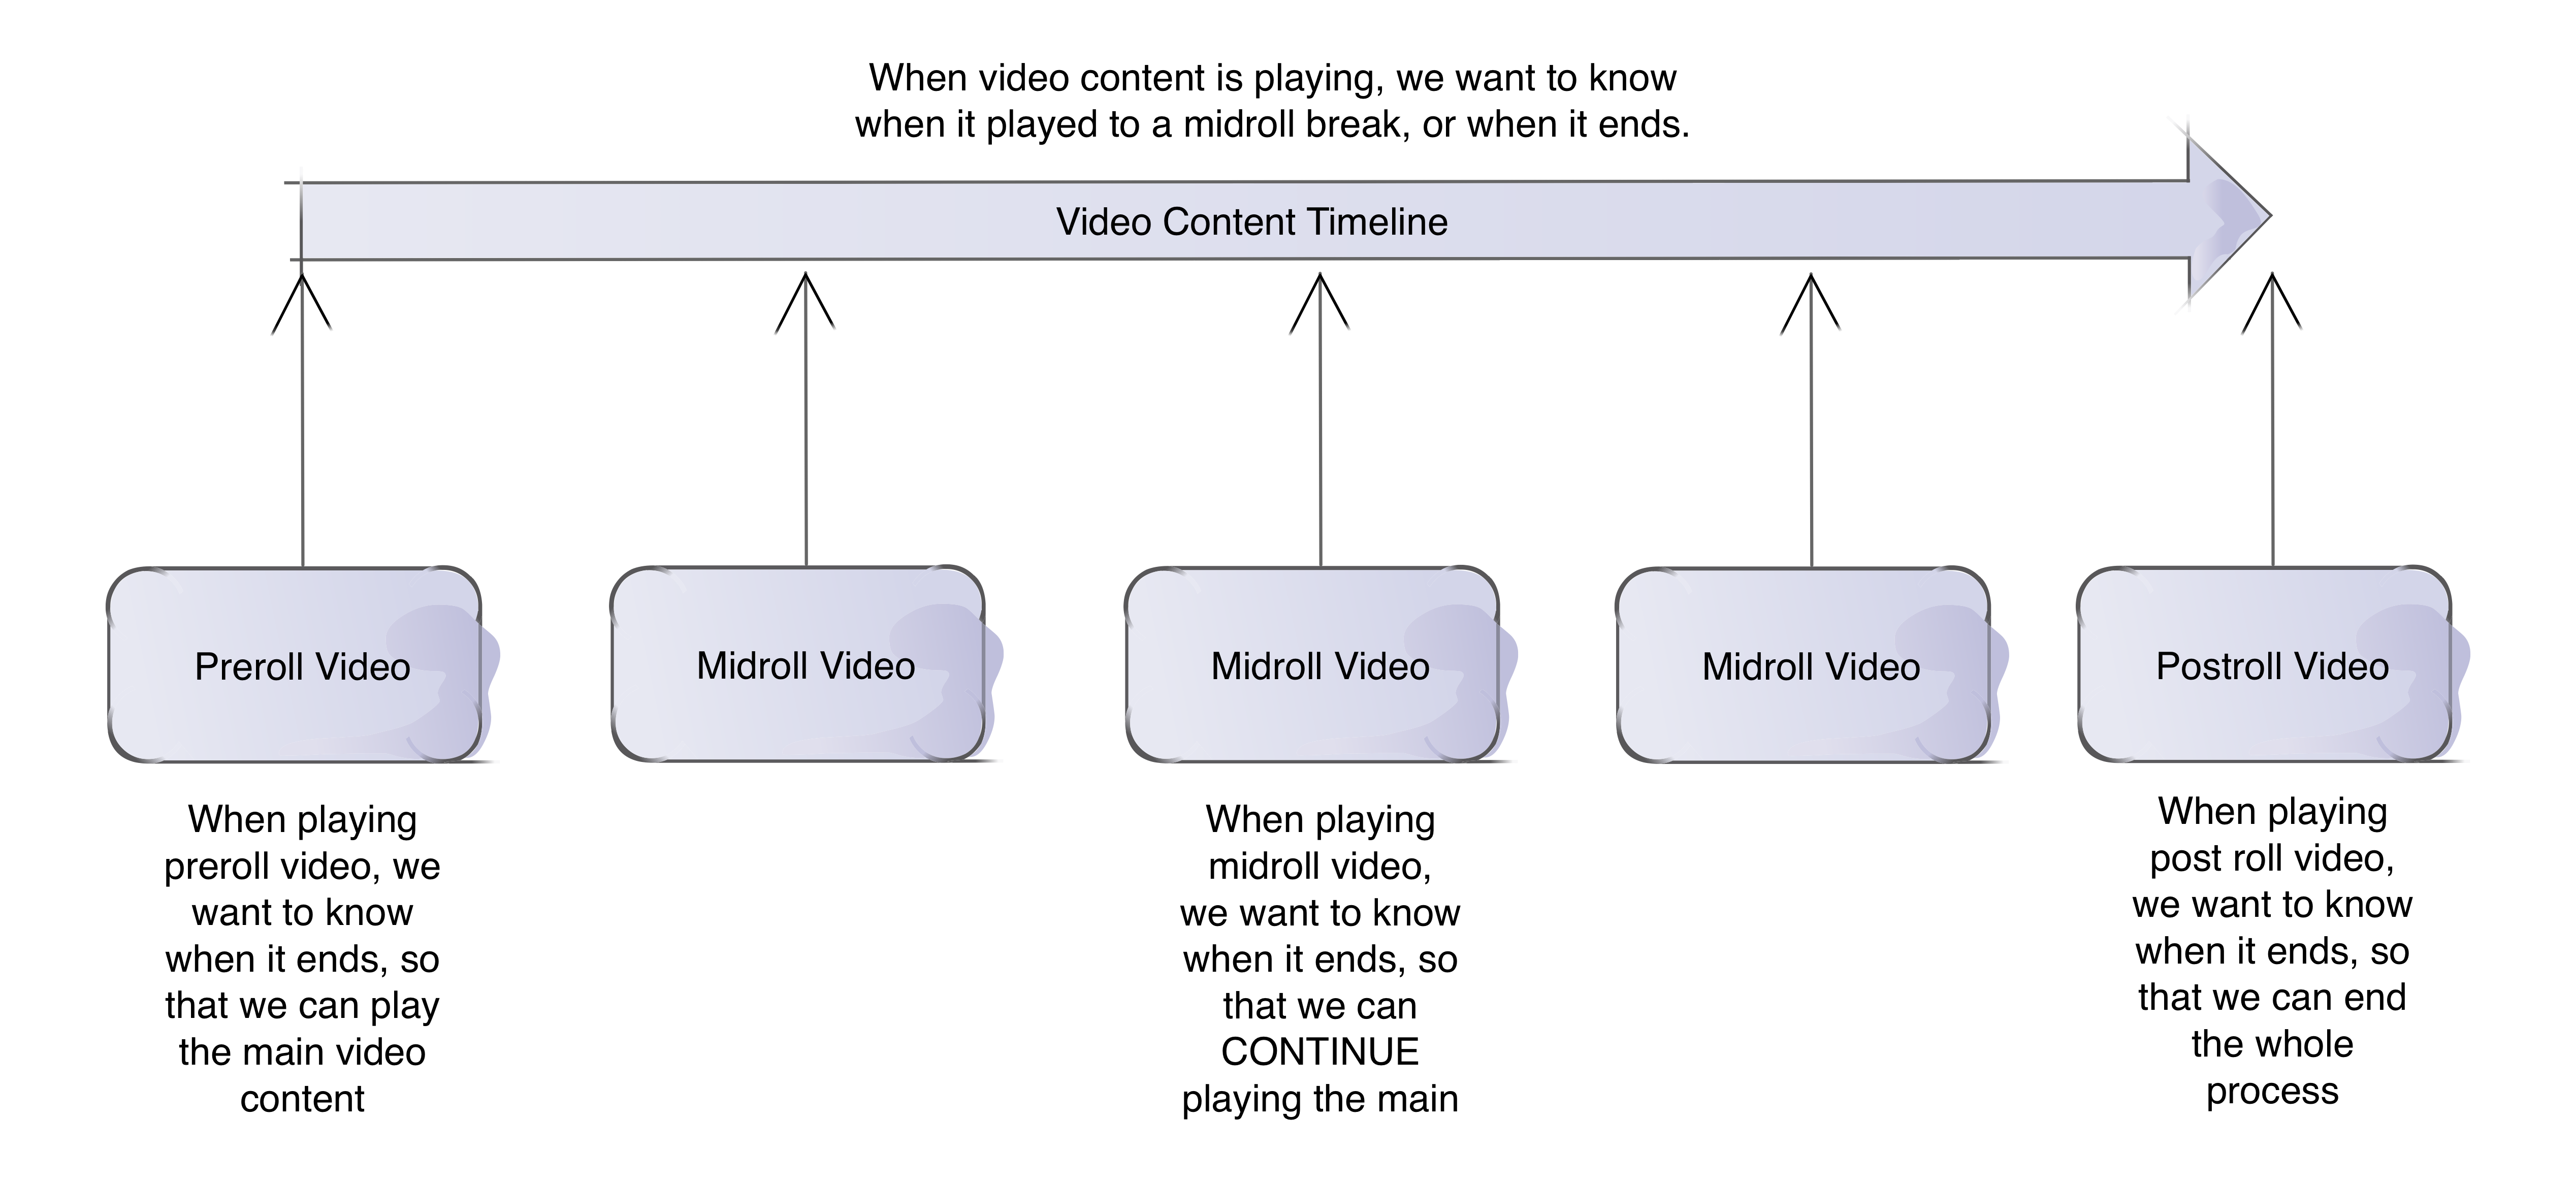 When video content is playing, we want to know
when it played to a midroll break, or when it ends.
Video Content Timeline
Preroll Video
Midroll Video
Midroll Video
Midroll Video
Postroll Video
When playing
preroll video, we
want to know
when it ends, so
that we can play
the main video
content
When playing
midroll video,
we want to know
when it ends, so
that we can
CONTINUE
playing the main
When playing
post roll video,
we want to know
when it ends, so
that we can end
the whole
process